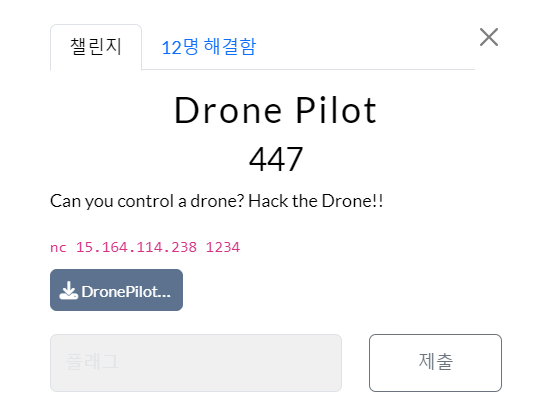 챌린지
12명 해결함
Drone Pilot
447
Can you control a drone? Hack the Drone!!
nc 15.164.114.238 1234
DronePilot...
플래그
제출